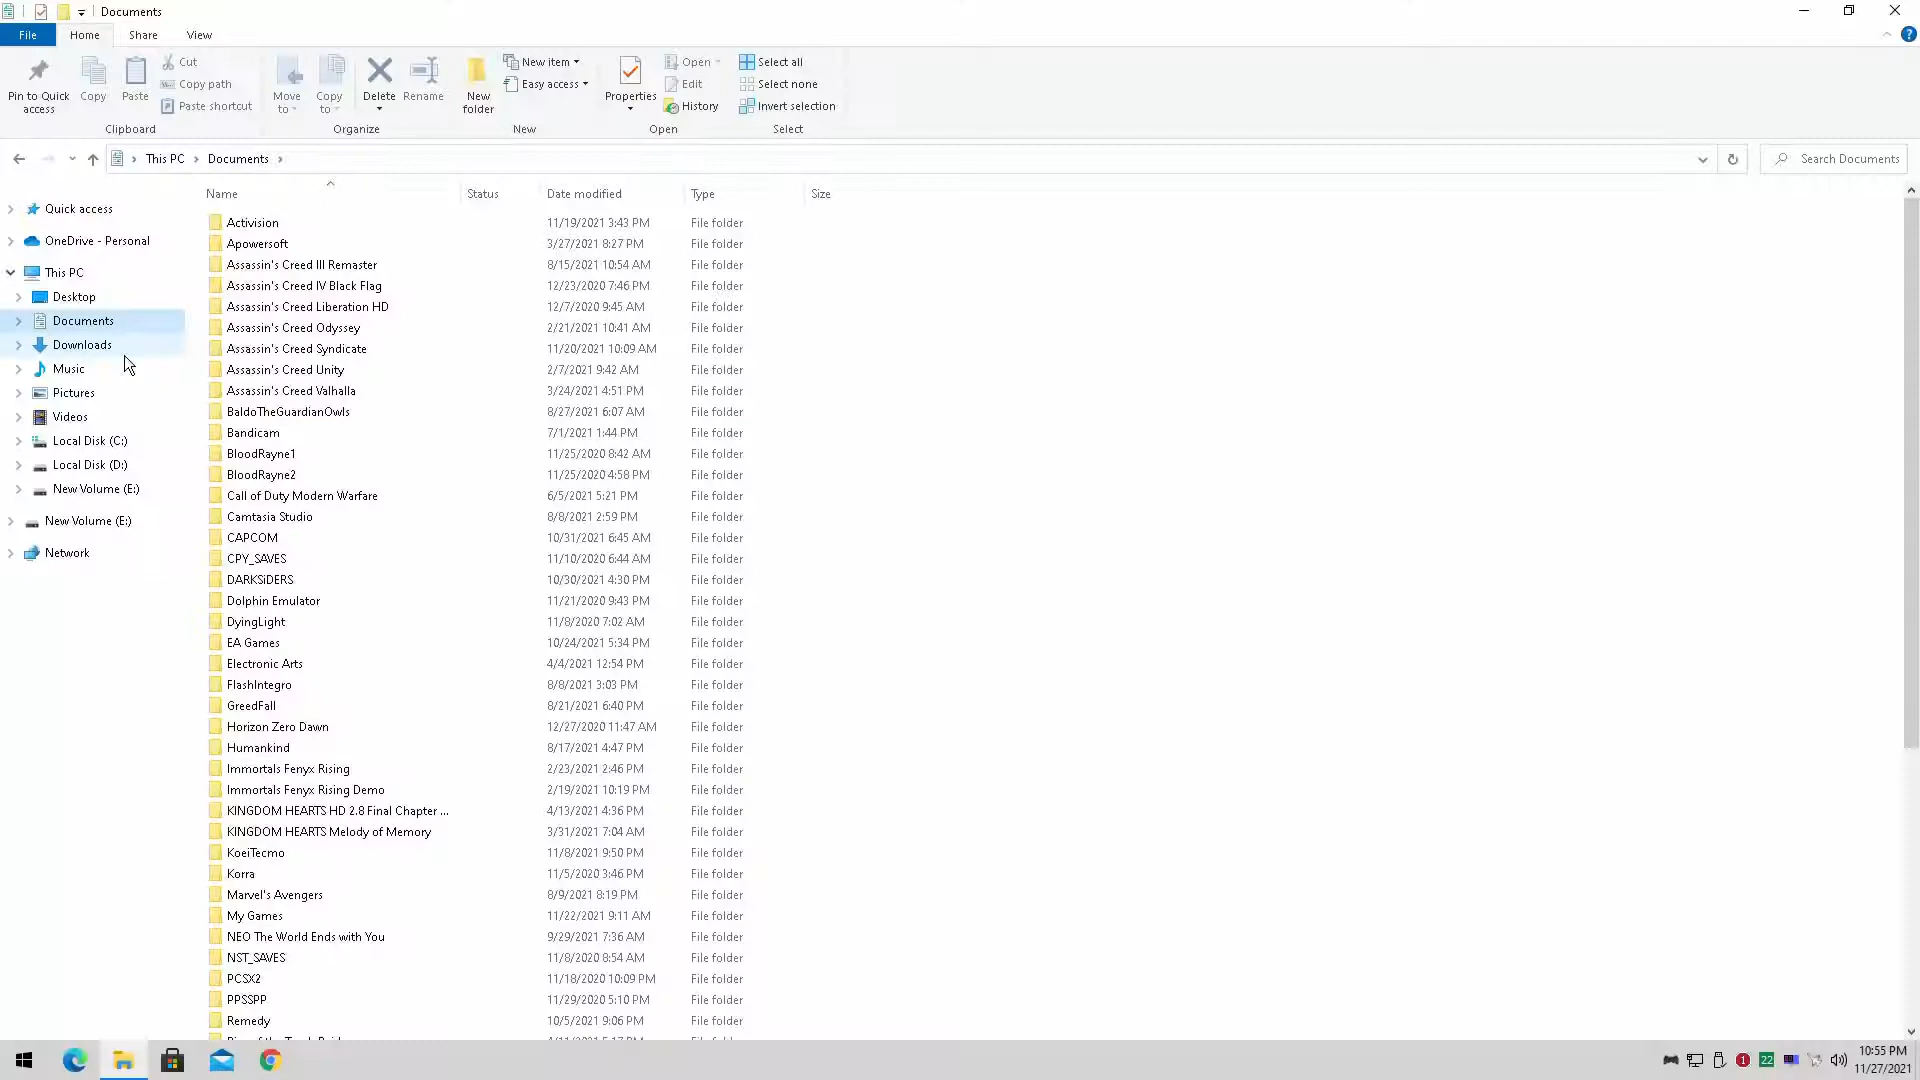 Documents
File Home Share View
Pin to Quick access
Copy
Paste
Cut
Copy path
Paste shortcut
Clipboard
Move to
Copy to
Delete
Rename
Organize
New folder
New item
Easy access
New
Properties
Open
Edit
History
Open
Select all
Select none
Invert selection
Select
This PC Documents
Search Documents
Quick access
OneDrive - Personal
This PC
Desktop
Documents
Downloads
Music
Pictures
Videos
Local Disk (C:)
Local Disk (D:)
New Volume (E:)
New Volume (E:)
Network
Name Status Date modified Type Size
Activision 11/19/2021 3:43 PM File folder
Apowersoft 3/27/2021 8:27 PM File folder
Assassin's Creed III Remaster 8/15/2021 10:54 AM File folder
Assassin's Creed IV Black Flag 12/23/2020 7:46 PM File folder
Assassin's Creed Liberation HD 12/7/2020 9:45 AM File folder
Assassin's Creed Odyssey 2/21/2021 10:41 AM File folder
Assassin's Creed Syndicate 11/20/2021 10:09 AM File folder
Assassin's Creed Unity 2/7/2021 9:42 AM File folder
Assassin's Creed Valhalla 3/24/2021 4:51 PM File folder
BaldoTheGuardianOwls 8/27/2021 6:07 AM File folder
Bandicam 7/1/2021 1:44 PM File folder
BloodRayne1 11/25/2020 8:42 AM File folder
BloodRayne2 11/25/2020 4:58 PM File folder
Call of Duty Modern Warfare 6/5/2021 5:21 PM File folder
Camtasia Studio 8/8/2021 2:59 PM File folder
CAPCOM 10/31/2021 6:45 AM File folder
CPY_SAVES 11/10/2020 6:44 AM File folder
DARKSiDERS 10/30/2021 4:30 PM File folder
Dolphin Emulator 11/21/2020 9:43 PM File folder
DyingLight 11/8/2020 7:02 AM File folder
EA Games 10/24/2021 5:34 PM File folder
Electronic Arts 4/4/2021 12:54 PM File folder
FlashIntegro 8/8/2021 3:03 PM File folder
GreedFall 8/21/2021 6:40 PM File folder
Horizon Zero Dawn 12/27/2020 11:47 AM File folder
Humankind 8/17/2021 4:47 PM File folder
Immortals Fenyx Rising 2/23/2021 2:46 PM File folder
Immortals Fenyx Rising Demo 2/19/2021 10:19 PM File folder
KINGDOM HEARTS HD 2.8 Final Chapter ... 4/13/2021 4:36 PM File folder
KINGDOM HEARTS Melody of Memory 3/31/2021 7:04 AM File folder
KoeiTecmo 11/8/2021 9:50 PM File folder
Korra 11/5/2020 3:46 PM File folder
Marvel's Avengers 8/9/2021 8:19 PM File folder
My Games 11/22/2021 9:11 AM File folder
NEO The World Ends with You 9/29/2021 7:36 AM File folder
NST_SAVES 11/8/2020 8:54 AM File folder
PCSX2 11/18/2020 10:09 PM File folder
PPSSPP 11/29/2020 5:10 PM File folder
Remedy 10/5/2021 9:06 PM File folder
1 22
10:55 PM
11/27/2021